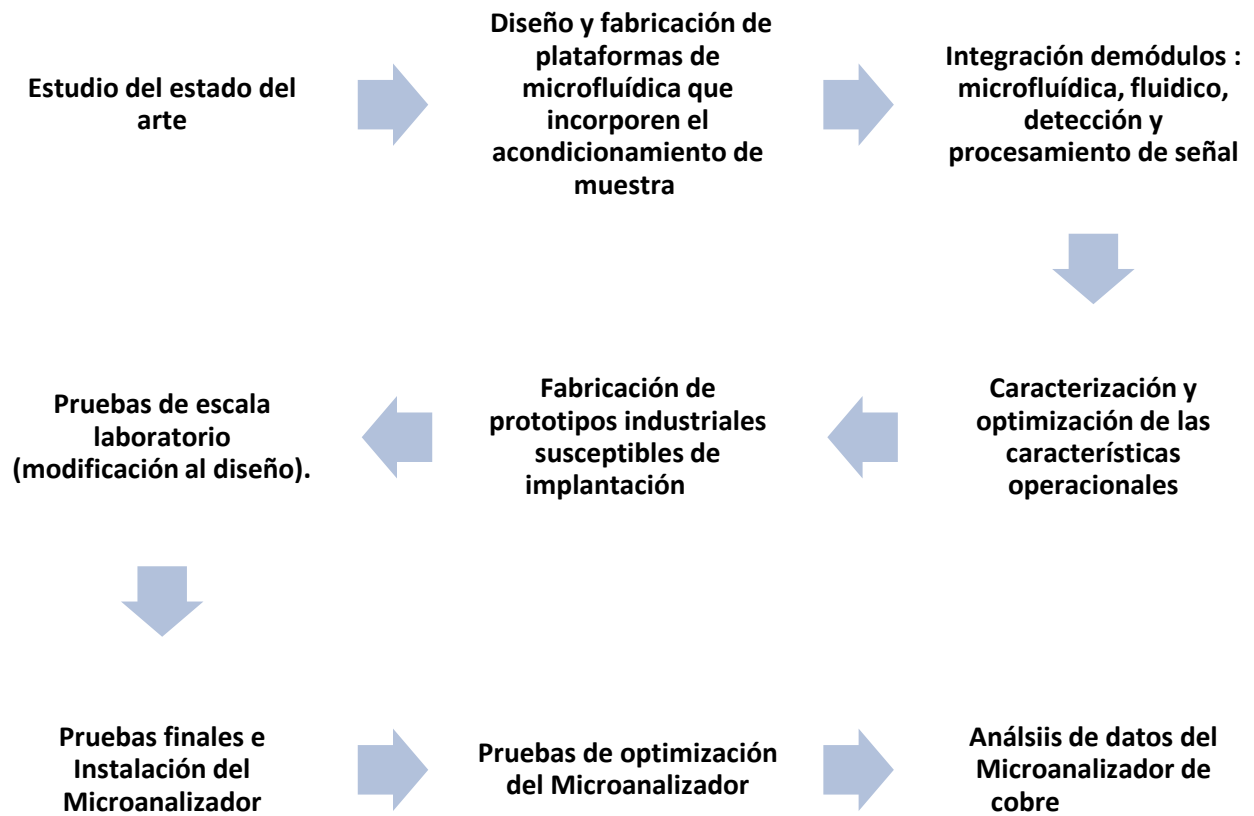 Estudio del estado del
arte
Diseño y fabricación de
plataformas de
microfluídica que
incorporen el
acondicionamiento de
muestra
Integración demódulos :
microfluídica, fluidico,
detección y
procesamiento de señal
Caracterización y
optimización de las
características
operacionales
Fabricación de
prototipos industriales
susceptibles de
implantación
Pruebas de escala
laboratorio
(modificación al diseño).
Pruebas finales e
Instalación del
Microanalizador
Pruebas de optimización
del Microanalizador
Análsiis de datos del
Microanalizador de
cobre